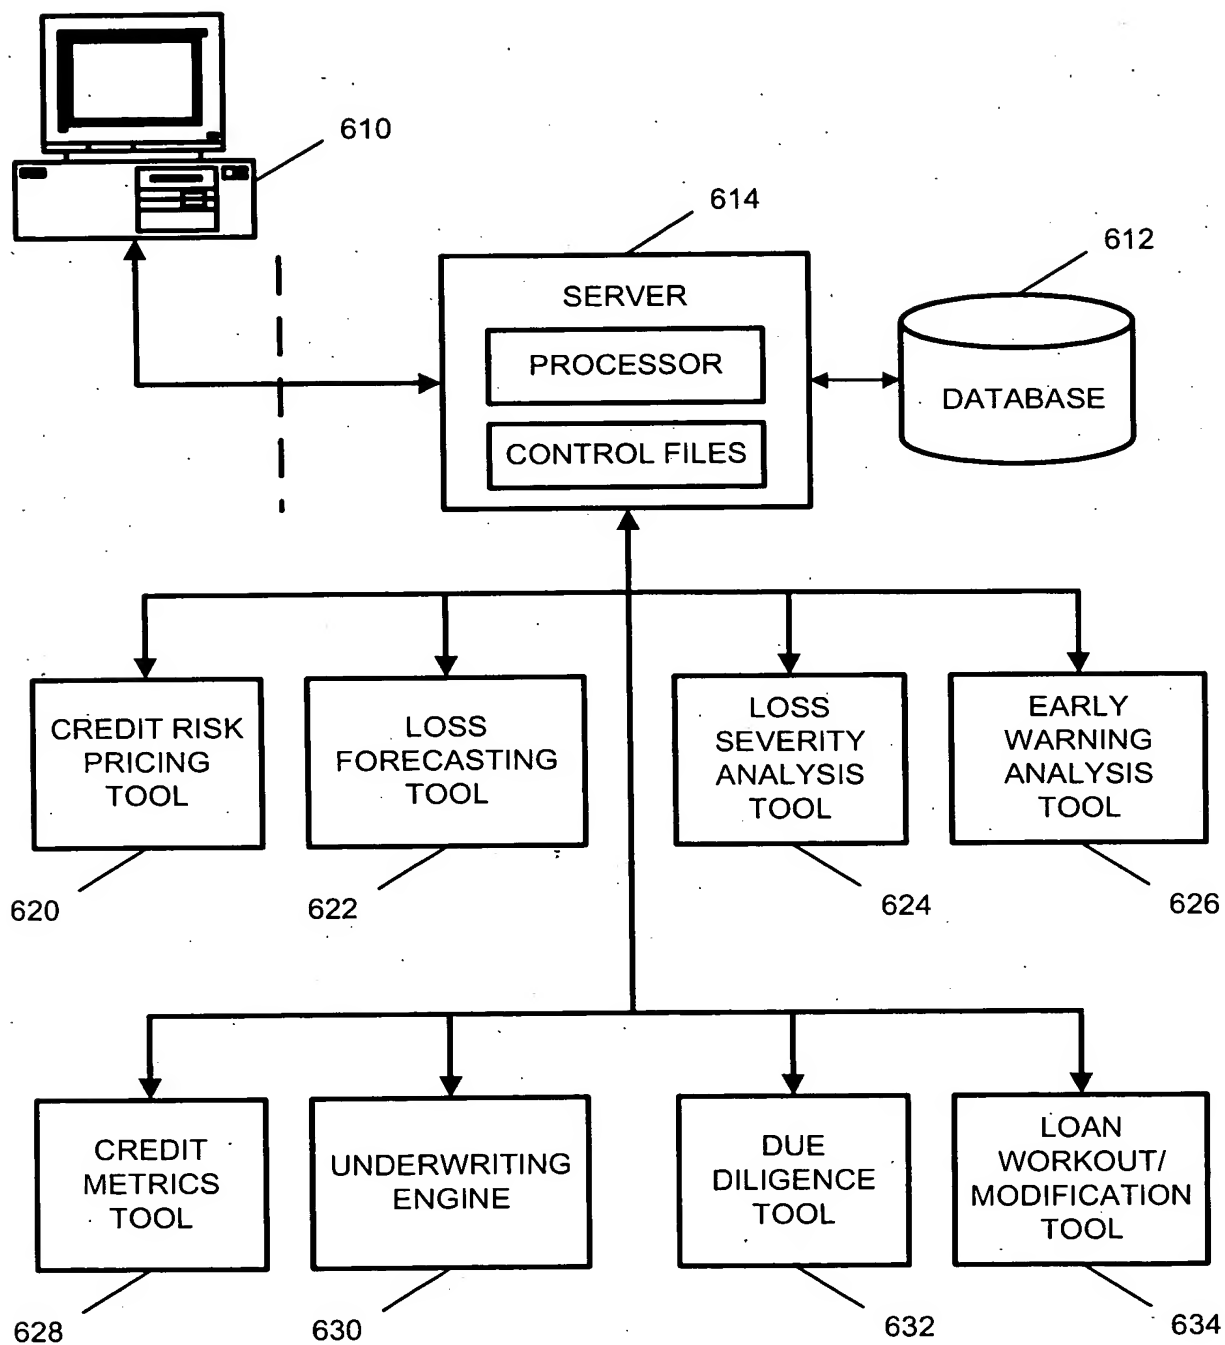 610
614
612
SERVER
PROCESSOR
CONTROL FILES
DATABASE
CREDIT RISK
PRICING
TOOL
LOSS
FORECASTING
TOOL
LOSS
SEVERITY
ANALYSIS
TOOL
EARLY
WARNING
ANALYSIS
TOOL
620
622
624
626
CREDIT
METRICS
TOOL
UNDERWRITING
ENGINE
DUE
DILIGENCE
TOOL
LOAN
WORKOUT/
MODIFICATION
TOOL
628
630
632
634